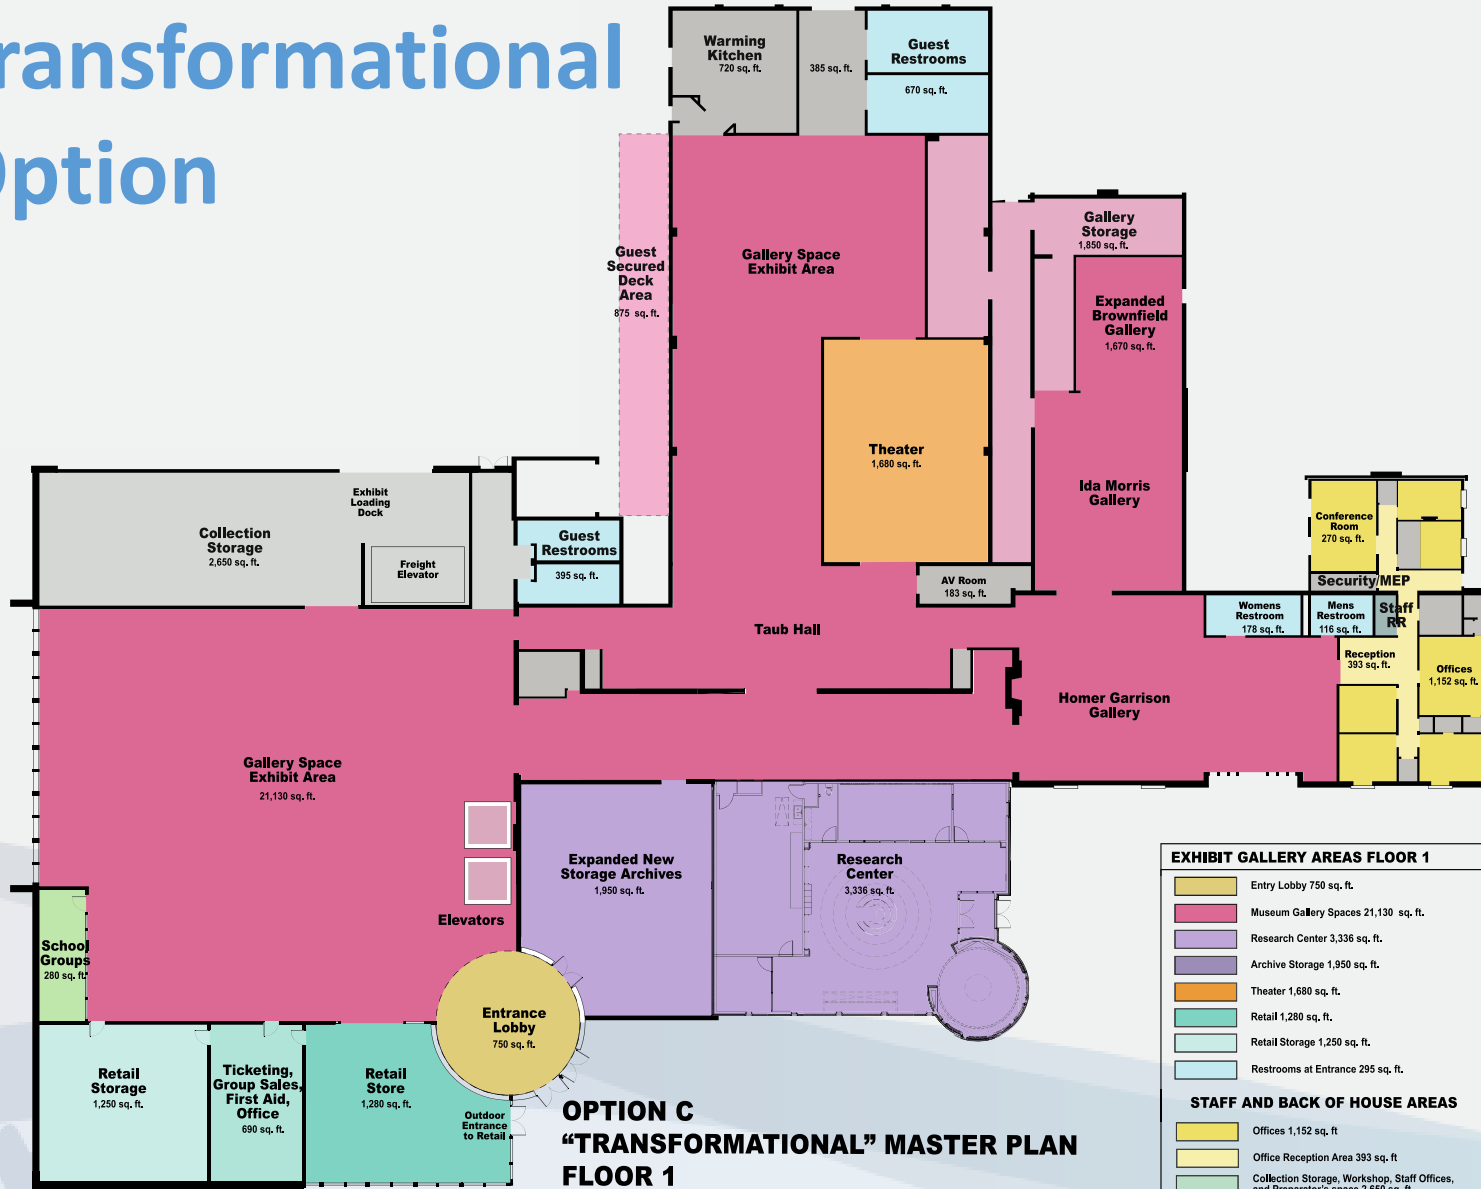 ransformational
ption
Warming
Kitchen
720 sq. ft.
385 sq. ft.
Guest
Restrooms
670 sq. ft.
Guest
Secured
Deck
Area
875 sq. ft.
Gallery Space
Exhibit Area
Gallery
Storage
1,850 sq. ft.
Expanded
Brownfield
Gallery
1,670 sq. ft.
Theater
1,680 sq. ft.
Ida Morris
Gallery
Exhibit
Loading
Dock
Collection
Storage
2,650 sq. ft.
Freight
Elevator
Guest
Restrooms
395 sq. ft.
AV Room
183 sq. ft.
Conference
Room
270 sq. ft.
Security/MEP
Womens
Restroom
178 sq. ft.
Mens
Restroom
116 sq. ft.
Staff
RR
Taub Hall
Reception
393 sq. ft.
Offices
1,152 sq. ft.
Homer Garrison
Gallery
Gallery Space
Exhibit Area
21,130 sq. ft.
Elevators
Expanded New
Storage Archives
1,950 sq. ft.
Research
Center
3,336 sq. ft.
School
Groups
280 sq. ft.
Entrance
Lobby
750 sq. ft.
Retail
Storage
1,250 sq. ft.
Ticketing,
Group Sales,
First Aid,
Office
690 sq. ft.
Retail
Store
1,280 sq. ft.
Outdoor
Entrance
to Retail
OPTION C
“TRANSFORMATIONAL” MASTER PLAN
FLOOR 1
EXHIBIT GALLERY AREAS FLOOR 1
Entry Lobby 750 sq. ft.
Museum Gallery Spaces 21,130 sq. ft.
Research Center 3,336 sq. ft.
Archive Storage 1,950 sq. ft.
Theater 1,680 sq. ft.
Retail 1,280 sq. ft.
Retail Storage 1,250 sq. ft.
Restrooms at Entrance 295 sq. ft.
STAFF AND BACK OF HOUSE AREAS
Offices 1,152 sq. ft
Office Reception Area 393 sq. ft
Collection Storage, Workshop, Staff Offices,
and Preparator's space 2,650 sq. ft.